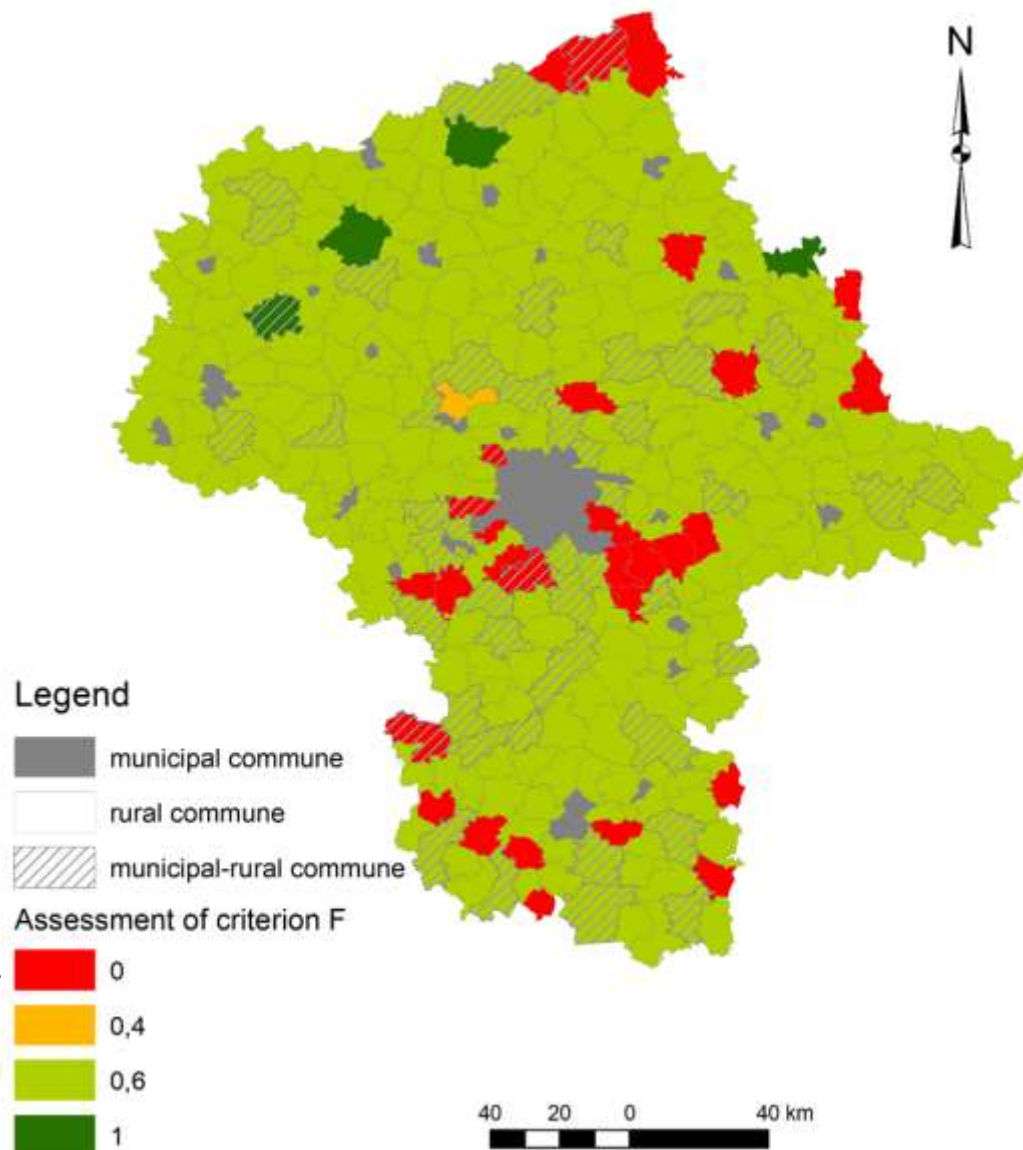 N
Legend
municipal commune
rural commune
municipal-rural commune
Assessment of criterion F
0
0,4
0,6
1
40 20 0 40 km